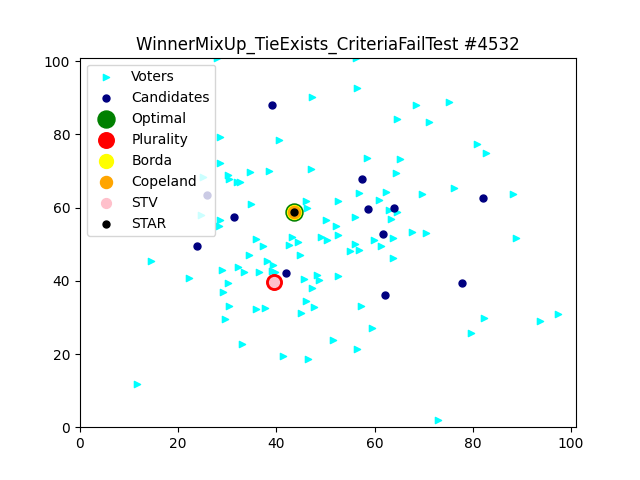 WinnerMixUp_TieExists_CriteriaFailTest #4532
Voters
Candidates
Optimal
Plurality
Borda
Copeland
STV
STAR
100
80
60
40
20
0
0 20 40 60 80 100